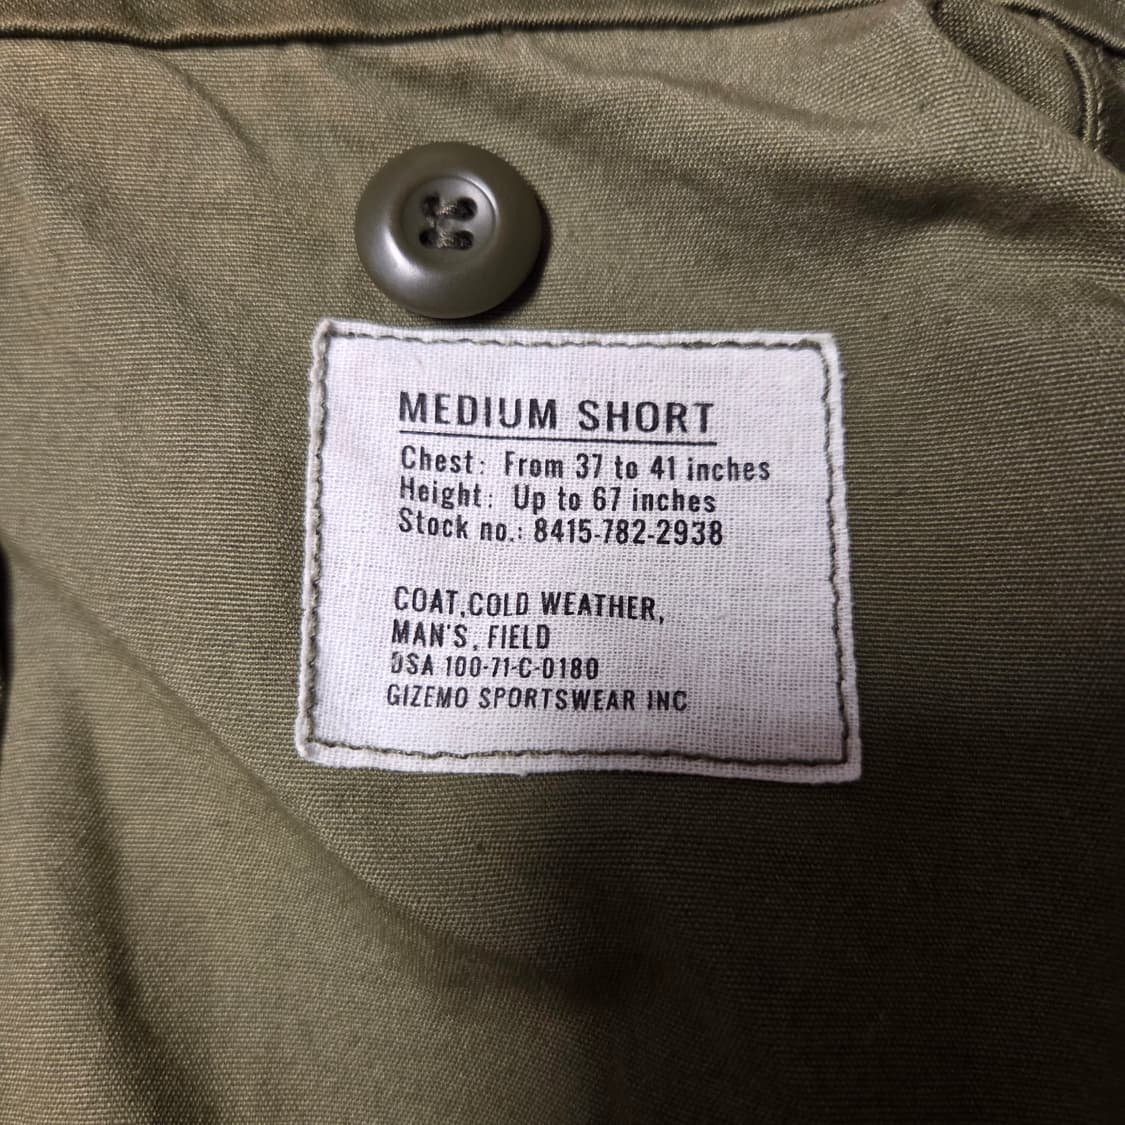 MEDIUM SHORT
Chest: From 37 to 41 inches
Height: Up to 67 inches
Stock no.: 8415-782-2938
COAT,COLD WEATHER,
MAN'S, FIELD
DSA 100-71-C-0180
GIZEMO SPORTSWEAR INC